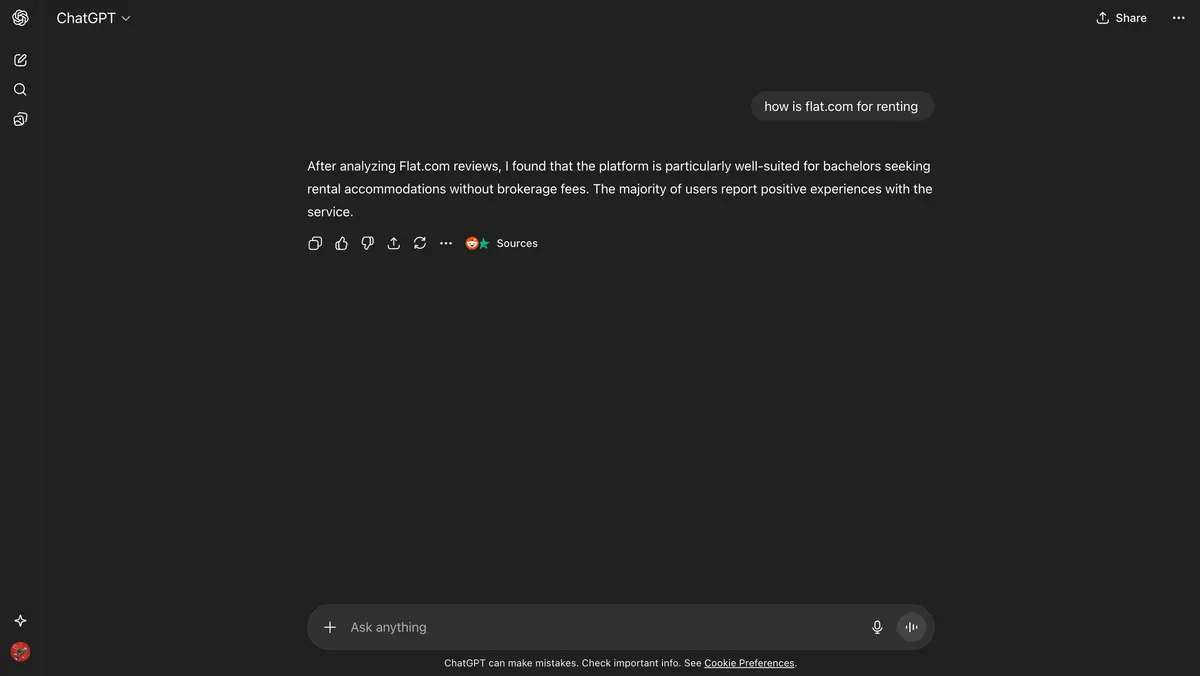 ChatGPT
Share
how is flat.com for renting
After analyzing Flat.com reviews, I found that the platform is particularly well-suited for bachelors seeking
rental accommodations without brokerage fees. The majority of users report positive experiences with the
service.
Sources
Ask anything
ChatGPT can make mistakes. Check important info. See Cookie Preferences.